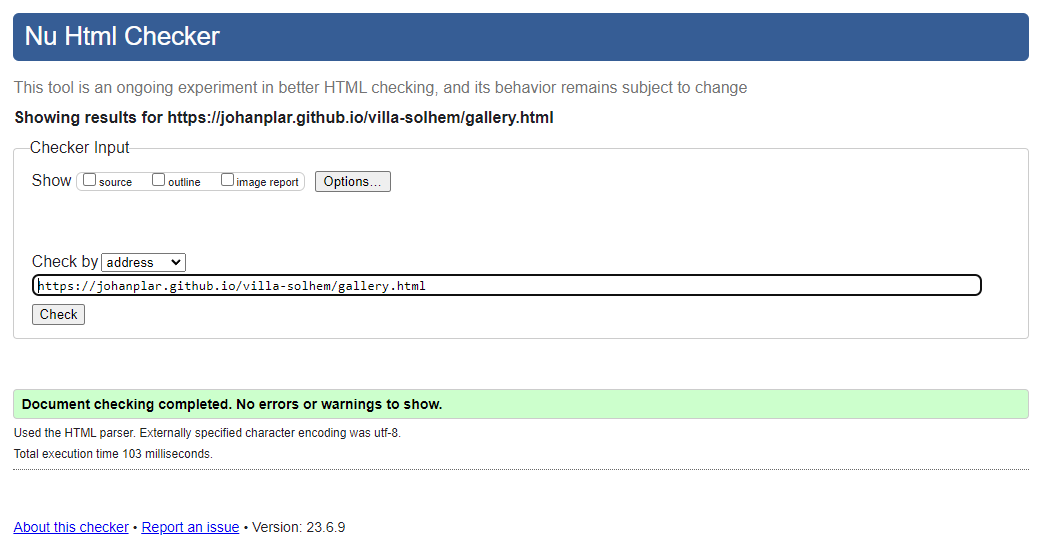 Nu Html Checker
This tool is an ongoing experiment in better HTML checking, and its behavior remains subject to change
Showing results for https://johanplar.github.io/villa-solhem/gallery.html
Checker Input
Show source outline image report Options...
Check by address
https://johanplar.github.io/villa-solhem/gallery.html
Check
Document checking completed. No errors or warnings to show.
Used the HTML parser. Externally specified character encoding was utf-8.
Total execution time 103 milliseconds.
About this checker • Report an issue • Version: 23.6.9